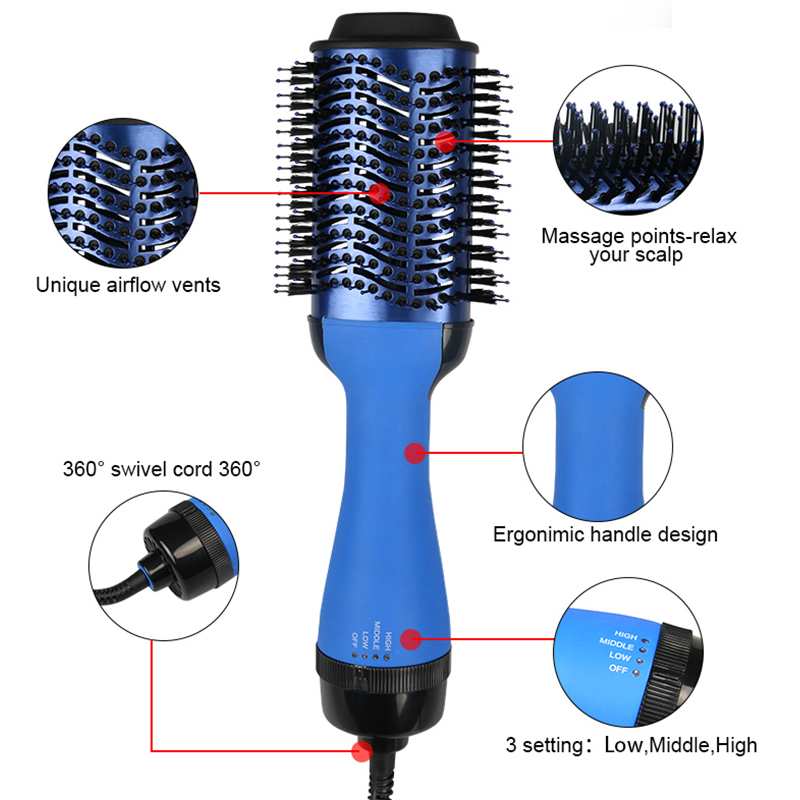 Massage points-relax
your scalp
Unique airflow vents
360° swivel cord 360°
Ergonimic handle design
HIGH
MIDDLE
LOW
OFF
HIGH
MIDDLE
LOW
OFF
3 setting：Low,Middle,High